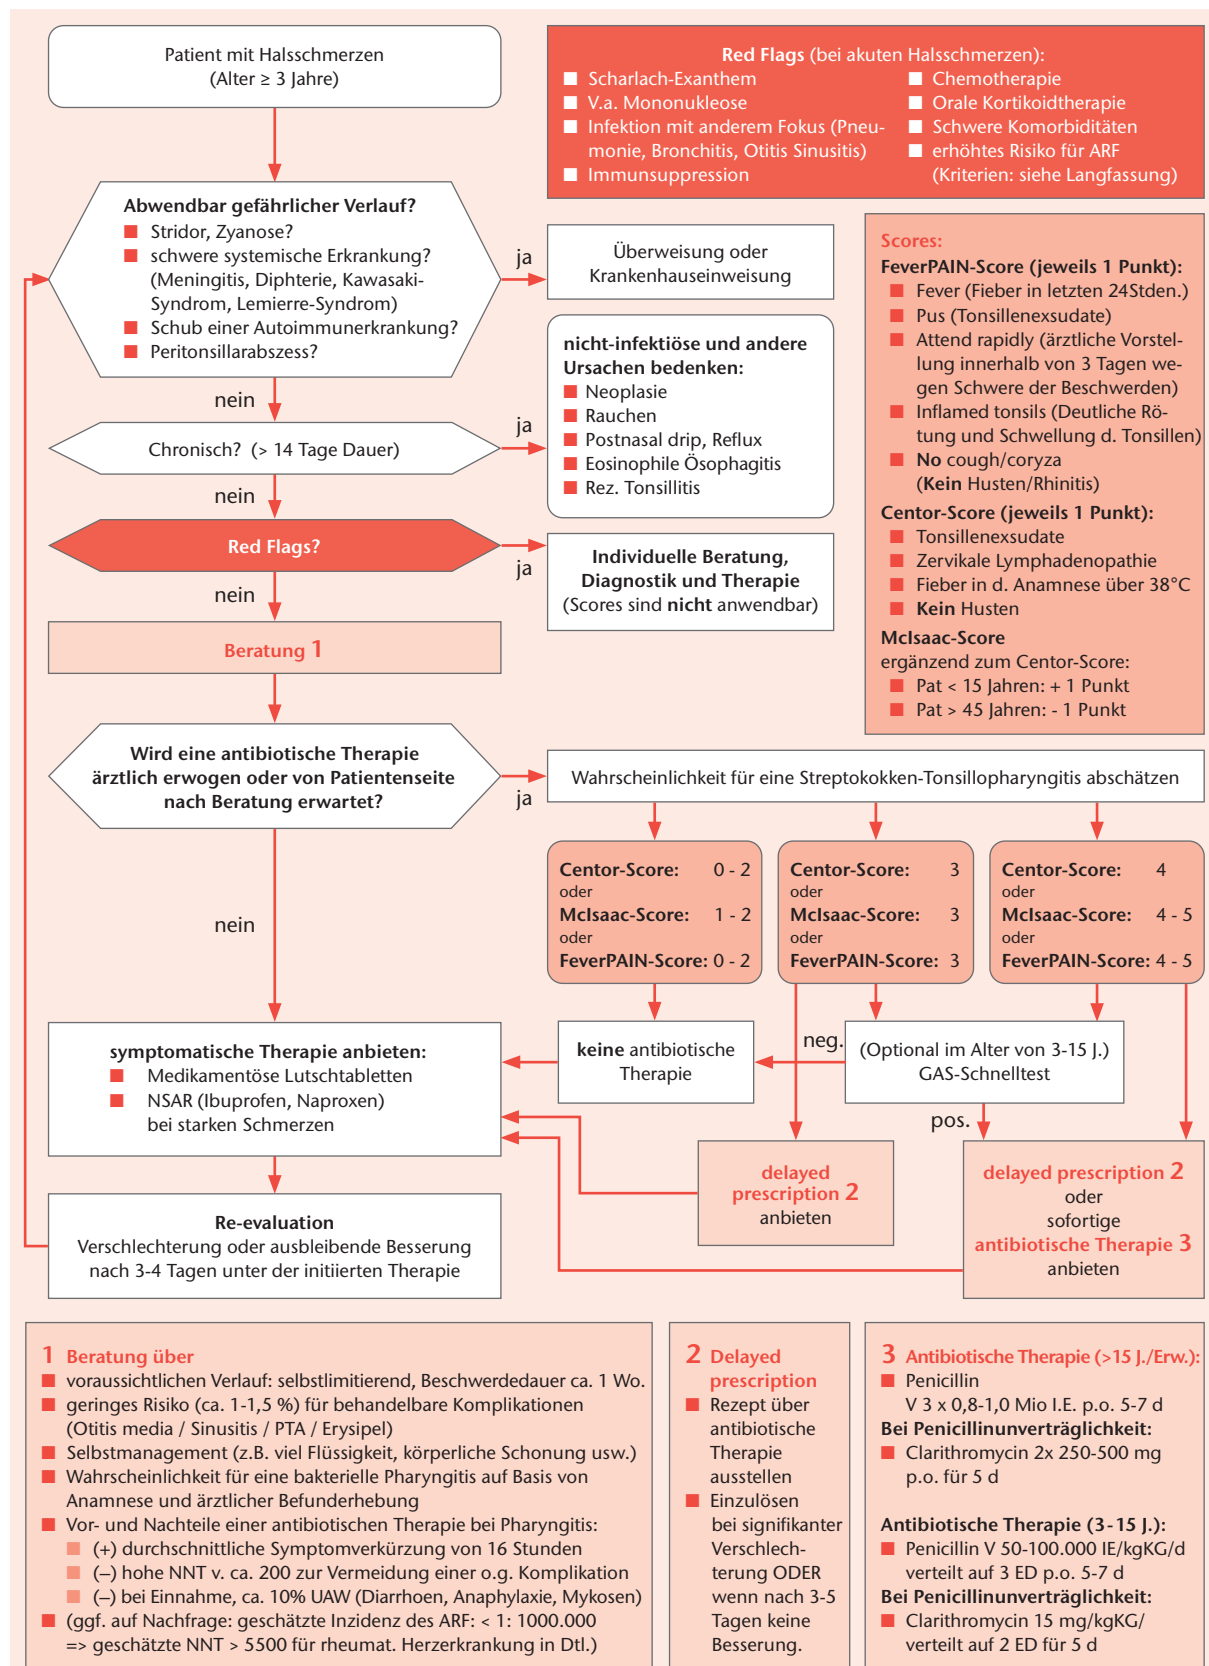 Patient mit Halsschmerzen
(Alter ≥ 3 Jahre)
Red Flags (bei akuten Halsschmerzen):
Scharlach-Exanthem
V.a. Mononukleose
Infektion mit anderem Fokus (Pneu-
monie, Bronchitis, Otitis Sinusitis)
Immunsuppression
Chemotherapie
Orale Kortikoidtherapie
Schwere Komorbiditäten
erhöhtes Risiko für ARF
(Kriterien: siehe Langfassung)
Abwendbar gefährlicher Verlauf?
Stridor, Zyanose?
schwere systemische Erkrankung?
(Meningitis, Diphterie, Kawasaki-
Syndrom, Lemierre-Syndrom)
Schub einer Autoimmunerkrankung?
Peritonsillarabszess?
ja
Überweisung oder
Krankenhauseinweisung
nein
Chronisch? (> 14 Tage Dauer)
ja
nicht-infektiöse und andere
Ursachen bedenken:
Neoplasie
Rauchen
Postnasal drip, Reflux
Eosinophile Ösophagitis
Rez. Tonsillitis
nein
Red Flags?
ja
Individuelle Beratung,
Diagnostik und Therapie
(Scores sind nicht anwendbar)
nein
Beratung 1
Scores:
FeverPAIN-Score (jeweils 1 Punkt):
Fever (Fieber in letzten 24Stden.)
Pus (Tonsillenexsudate)
Attend rapidly (ärztliche Vorstel-
lung innerhalb von 3 Tagen we-
gen Schwere der Beschwerden)
Inflamed tonsils (Deutliche Rö-
tung und Schwellung d. Tonsillen)
No cough/coryza
(Kein Husten/Rhinitis)
Centor-Score (jeweils 1 Punkt):
Tonsillenexsudate
Zervikale Lymphadenopathie
Fieber in d. Anamnese über 38°C
Kein Husten
McIsaac-Score
ergänzend zum Centor-Score:
Pat < 15 Jahren: + 1 Punkt
Pat > 45 Jahren: - 1 Punkt
Wird eine antibiotische Therapie
ärztlich erwogen oder von Patientenseite
nach Beratung erwartet?
ja
Wahrscheinlichkeit für eine Streptokokken-Tonsillopharyngitis abschätzen
Centor-Score: 0 - 2
oder
McIsaac-Score: 1 - 2
oder
FeverPAIN-Score: 0 - 2
Centor-Score: 3
oder
McIsaac-Score: 3
oder
FeverPAIN-Score: 3
Centor-Score: 4
oder
McIsaac-Score: 4 - 5
oder
FeverPAIN-Score: 4 - 5
nein
symptomatische Therapie anbieten:
Medikamentöse Lutschtabletten
NSAR (Ibuprofen, Naproxen)
bei starken Schmerzen
keine antibiotische
Therapie
neg.
(Optional im Alter von 3-15 J.)
GAS-Schnelltest
pos.
delayed
prescription 2
anbieten
delayed prescription 2
oder
sofortige
antibiotische Therapie 3
anbieten
Re-evaluation
Verschlechterung oder ausbleibende Besserung
nach 3-4 Tagen unter der initiierten Therapie
1 Beratung über
voraussichtlichen Verlauf: selbstlimitierend, Beschwerdedauer ca. 1 Wo.
geringes Risiko (ca. 1-1,5 %) für behandelbare Komplikationen
(Otitis media / Sinusitis / PTA / Erysipel)
Selbstmanagement (z.B. viel Flüssigkeit, körperliche Schonung usw.)
Wahrscheinlichkeit für eine bakterielle Pharyngitis auf Basis von
Anamnese und ärztlicher Befunderhebung
Vor- und Nachteile einer antibiotischen Therapie bei Pharyngitis:
(+) durchschnittliche Symptomverkürzung von 16 Stunden
(–) hohe NNT v. ca. 200 zur Vermeidung einer o.g. Komplikation
(–) bei Einnahme, ca. 10% UAW (Diarrhoen, Anaphylaxie, Mykosen)
(ggf. auf Nachfrage: geschätzte Inzidenz des ARF: < 1: 1000.000
=> geschätzte NNT > 5500 für rheumat. Herzerkrankung in Dtl.)
2 Delayed
prescription
Rezept über
antibiotische
Therapie
ausstellen
Einzulösen
bei signifikanter
Verschlech-
terung ODER
wenn nach 3-5
Tagen keine
Besserung.
3 Antibiotische Therapie (>15 J./Erw.):
Penicillin
V 3 x 0,8-1,0 Mio I.E. p.o. 5-7 d
Bei Penicillinunverträglichkeit:
Clarithromycin 2x 250-500 mg
p.o. für 5 d
Antibiotische Therapie (3-15 J.):
Penicillin V 50-100.000 IE/kgKG/d
verteilt auf 3 ED p.o. 5-7 d
Bei Penicillinunverträglichkeit:
Clarithromycin 15 mg/kgKG/
verteilt auf 2 ED für 5 d